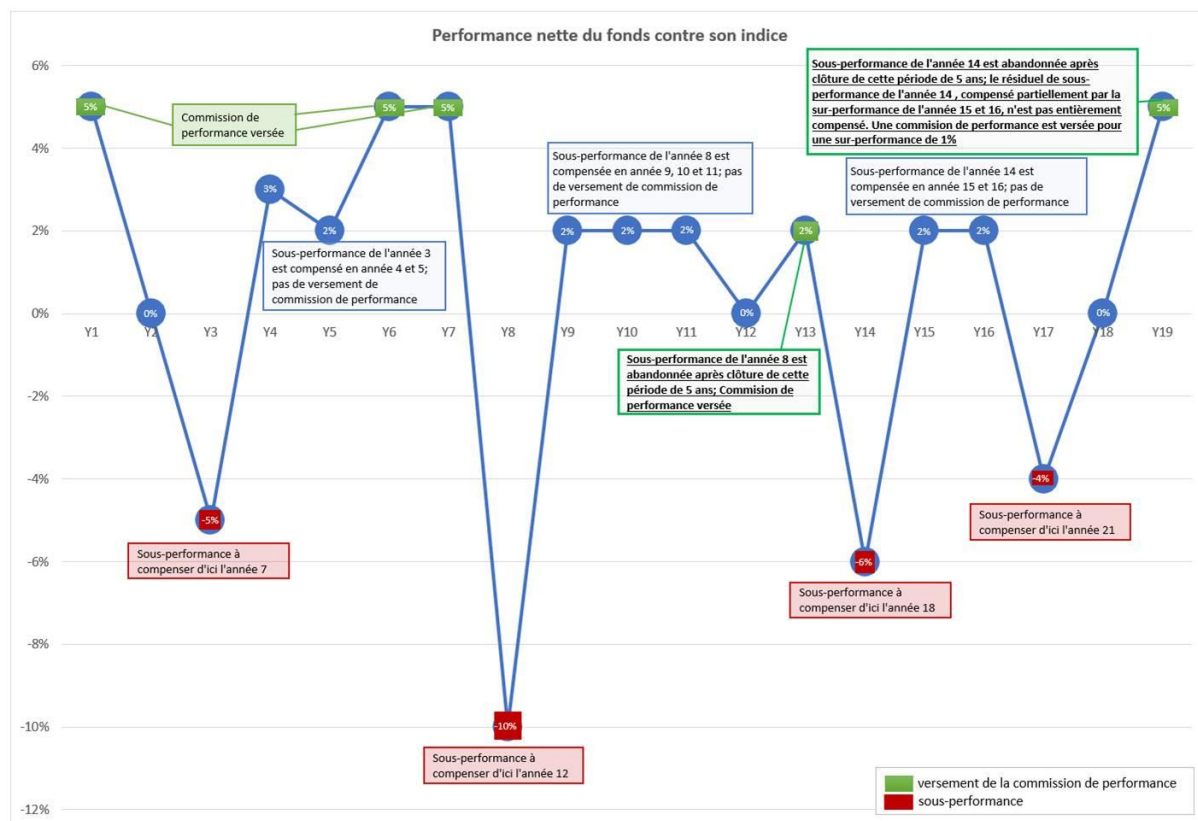 Performance nette du fonds contre son indice
6%
4%
2%
0%
-2%
-4%
-6%
-8%
-10%
-12%
Y1
Y2
Y3
Y4
Y5
Y6
Y7
Y8
Y9
Y10
Y11
Y12
Y13
Y14
Y15
Y16
Y17
Y18
Y19
5%
0%
-5%
3%
2%
5%
5%
-10%
2%
2%
2%
0%
2%
-6%
2%
2%
-4%
0%
5%
Commission de
performance versée
Sous-performance à
compenser d'ici l'année 7
Sous-performance de l'année 3
est compensé en année 4 et 5;
pas de versement de
commission de performance
Sous-performance à
compenser d'ici l'année 12
Sous-performance de l'année 8 est
compensée en année 9, 10 et 11; pas
de versement de commission de
performance
Sous-performance de l'année 8 est
abandonnée après clôture de cette
période de 5 ans; Commision de
performance versée
Sous-performance de l'année 14 est abandonnée après
clôture de cette période de 5 ans; le résiduel de sous-
performance de l'année 14 , compensé partiellement par la
sur-performance de l'année 15 et 16, n'est pas entièrement
compensé. Une commision de performance est versée pour
une sur-performance de 1%
Sous-performance de l'année 14 est
compensée en année 15 et 16; pas de
versement de commission de performance
Sous-performance à
compenser d'ici l'année 18
Sous-performance à
compenser d'ici l'année 21
versement de la commission de performance
sous-performance